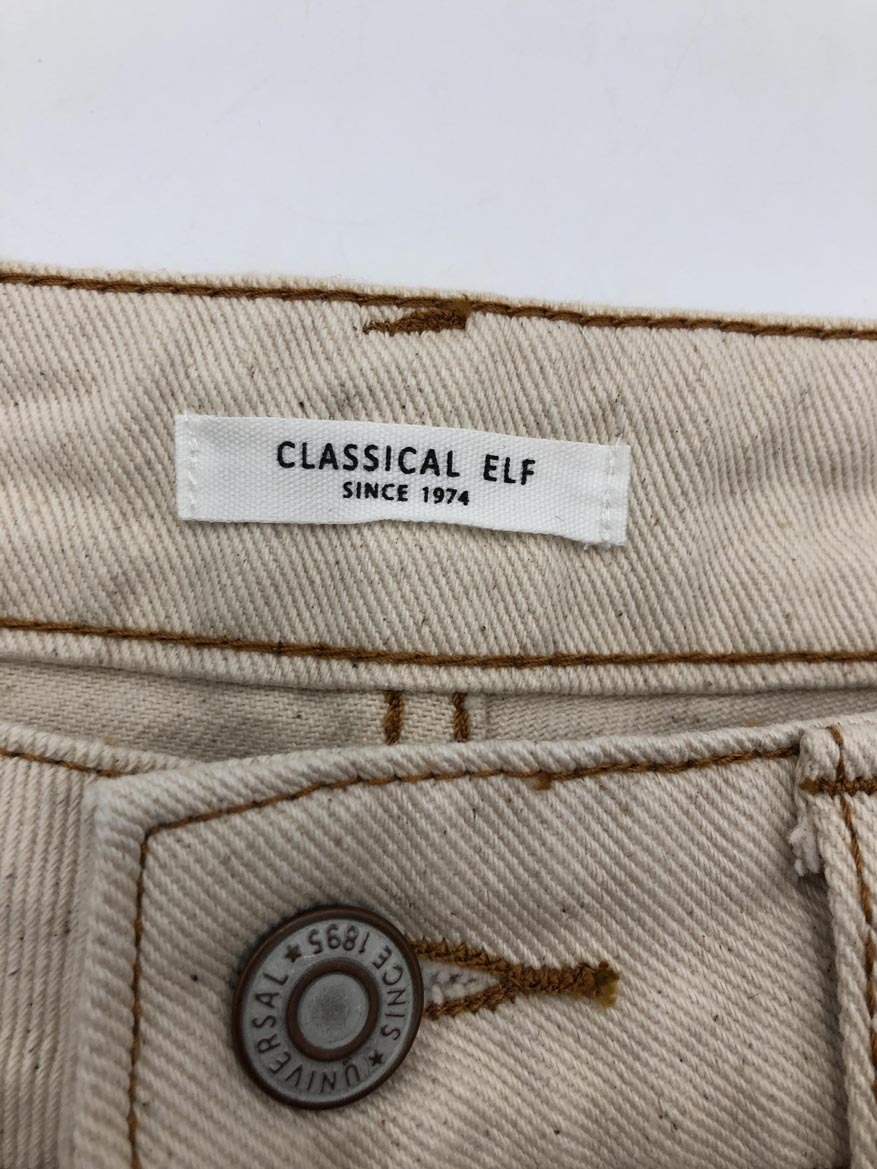 CLASSICAL ELF
SINCE 1974
UNIVERSAL ★ SINCE 1895 ★